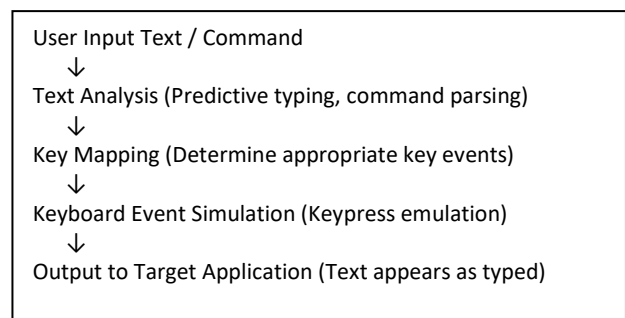 User Input Text / Command
↓
Text Analysis (Predictive typing, command parsing)
↓
Key Mapping (Determine appropriate key events)
↓
Keyboard Event Simulation (Keypress emulation)
↓
Output to Target Application (Text appears as typed)